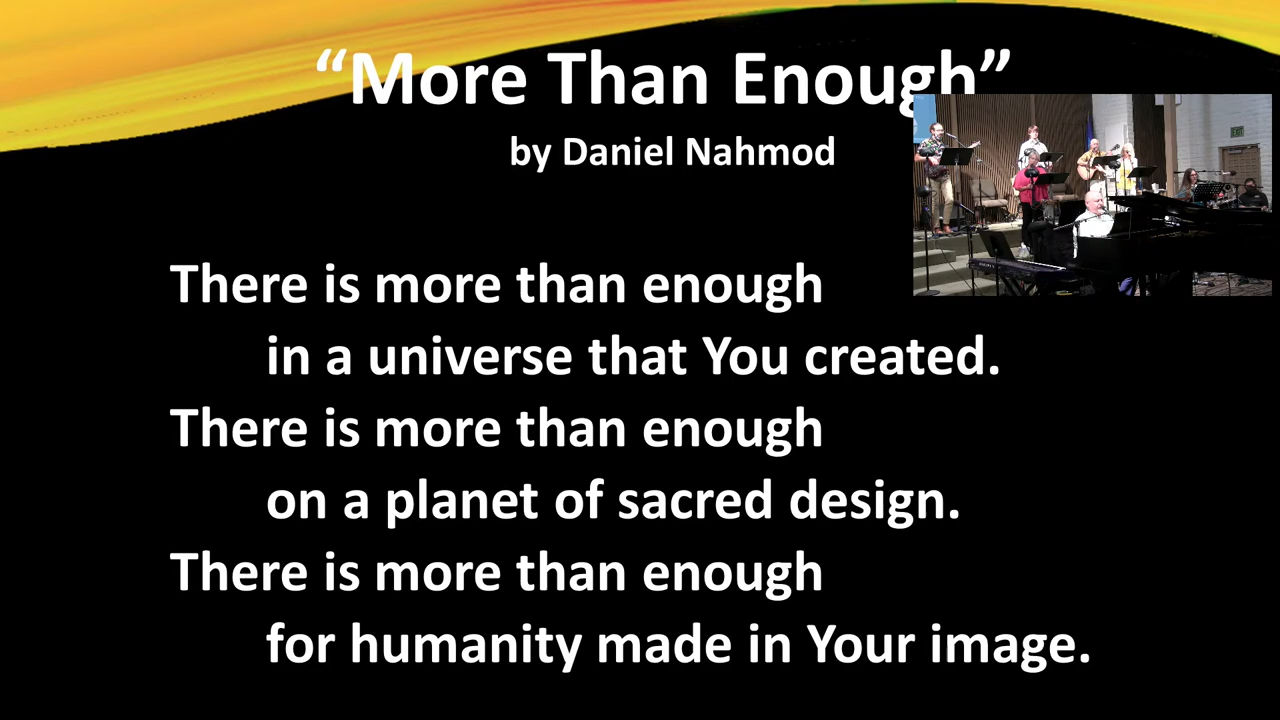 “More Than Enough”
by Daniel Nahmod
There is more than enough
in a universe that You created.
There is more than enough
on a planet of sacred design.
There is more than enough
for humanity made in Your image.